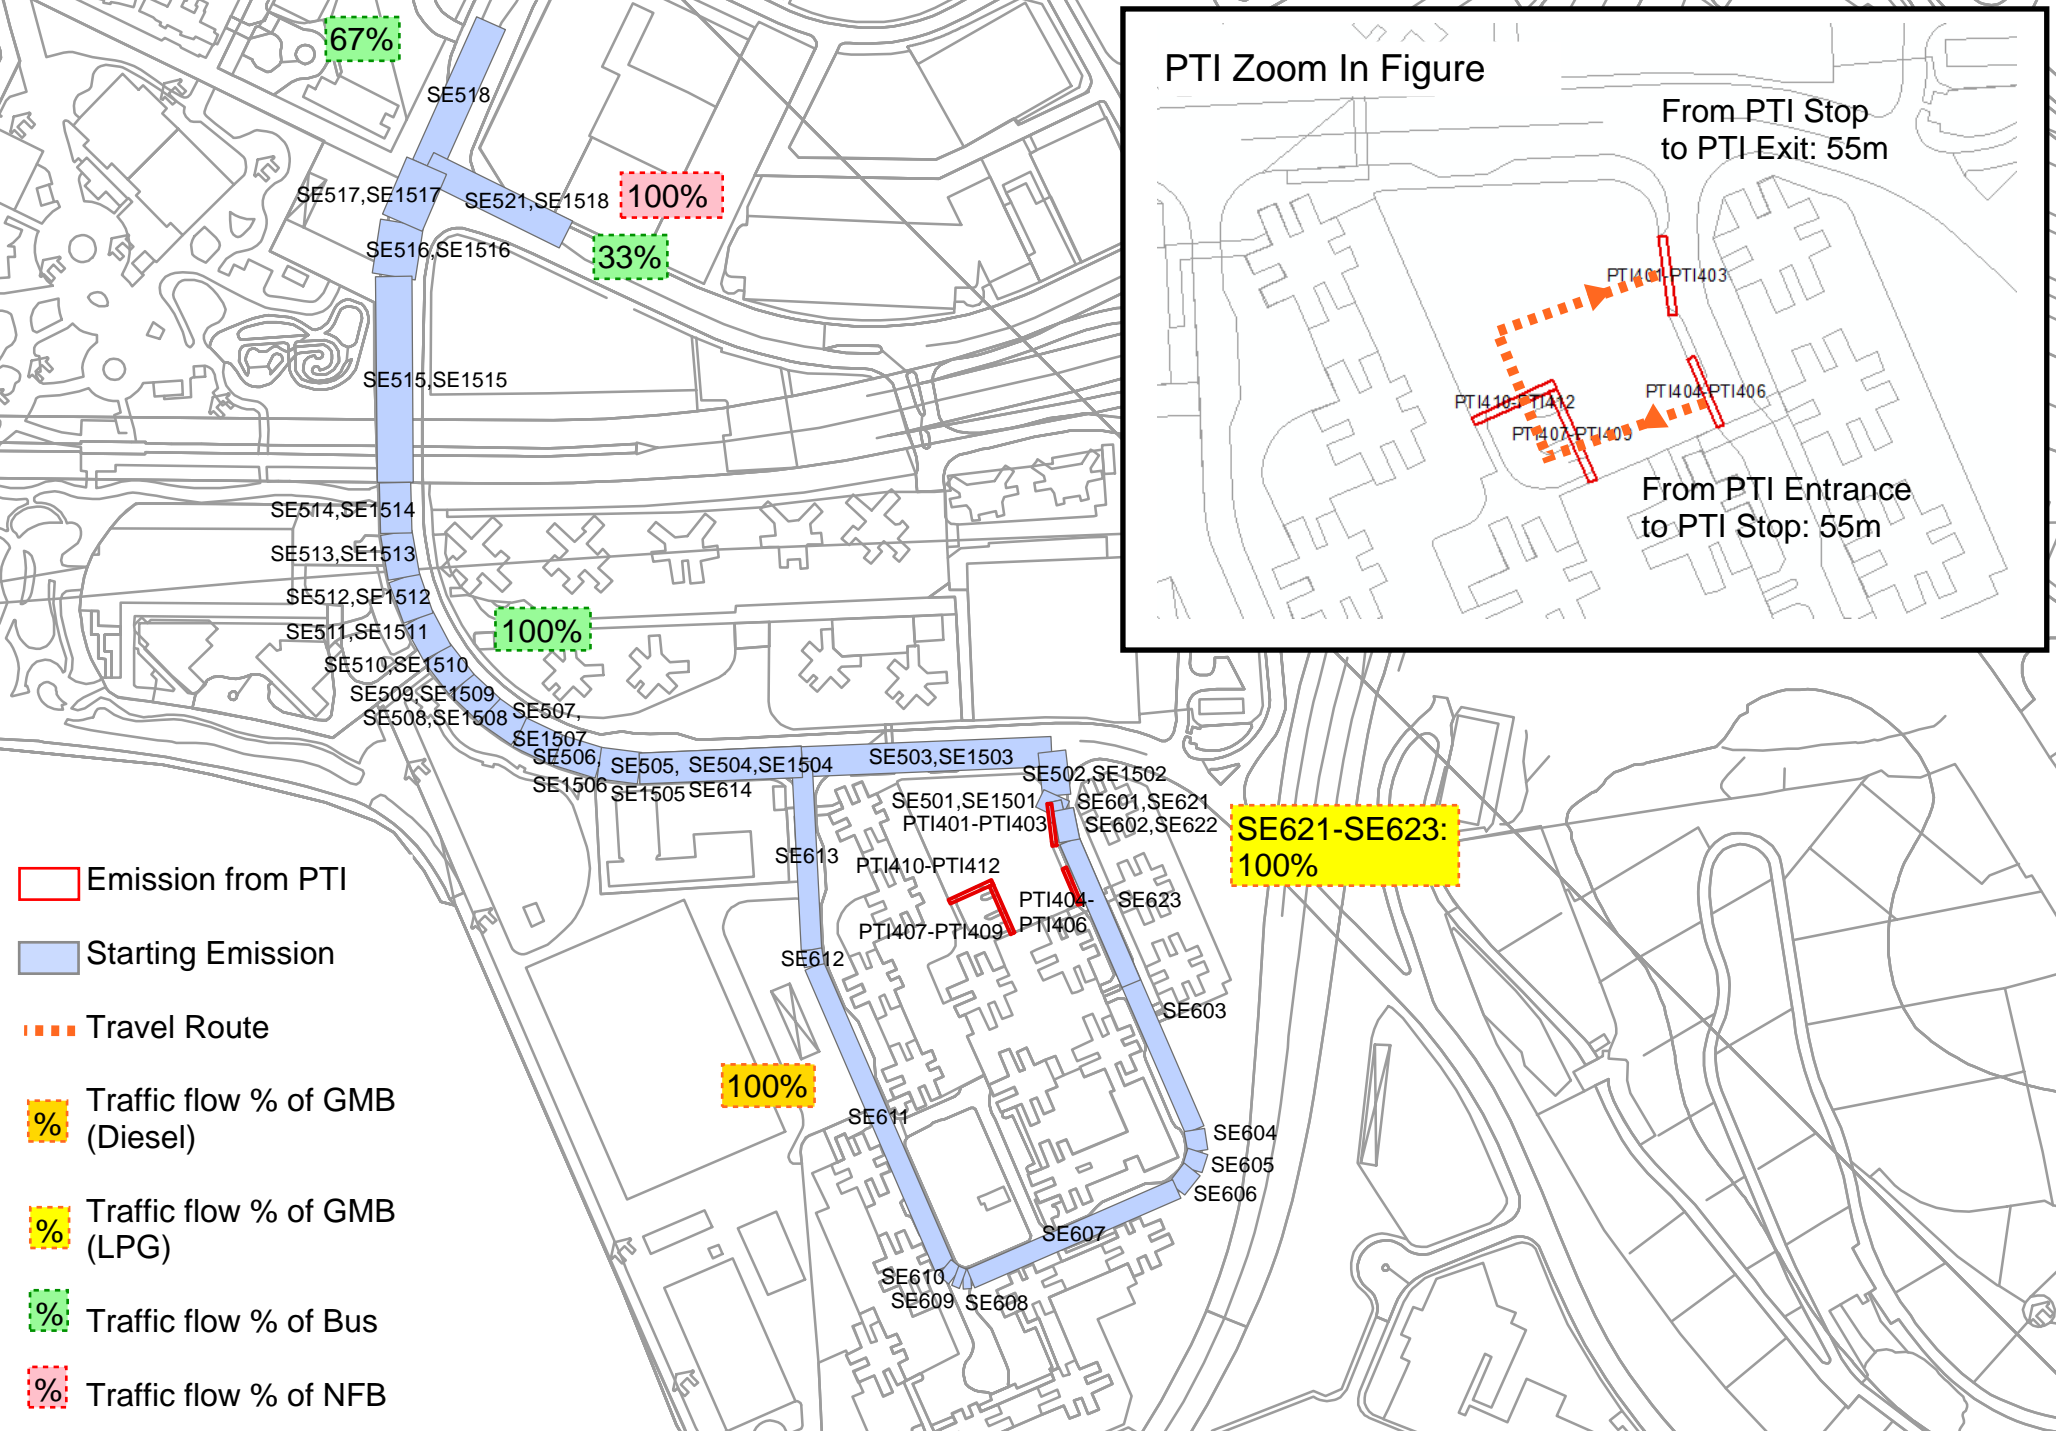 67%
SE518
SE517,SE1517
SE521,SE1518
100%
SE516,SE1516
33%
SE515,SE1515
SE514,SE1514
SE513,SE1513
SE512,SE1512
SE511,SE1511
100%
SE510,SE1510
SE509,SE1509
SE508,SE1508
SE507,
SE1507
SE506,
SE1506
SE505,
SE1505
SE504,SE1504
SE614
SE503,SE1503
SE502,SE1502
SE501,SE1501
SE601,SE621
PTI401-PTI403
SE602,SE622
SE621-SE623:
100%
SE613
PTI410-PTI412
PTI404-
PTI406
SE623
PTI407-PTI409
SE612
SE603
100%
SE611
SE604
SE605
SE606
SE607
SE610
SE609
SE608
PTI Zoom In Figure
From PTI Stop
to PTI Exit: 55m
PTI401-PTI403
PTI404-PTI406
PTI410-PTI412
PTI407-PTI409
From PTI Entrance
to PTI Stop: 55m
Emission from PTI
Starting Emission
Travel Route
% Traffic flow % of GMB
(Diesel)
% Traffic flow % of GMB
(LPG)
% Traffic flow % of Bus
% Traffic flow % of NFB